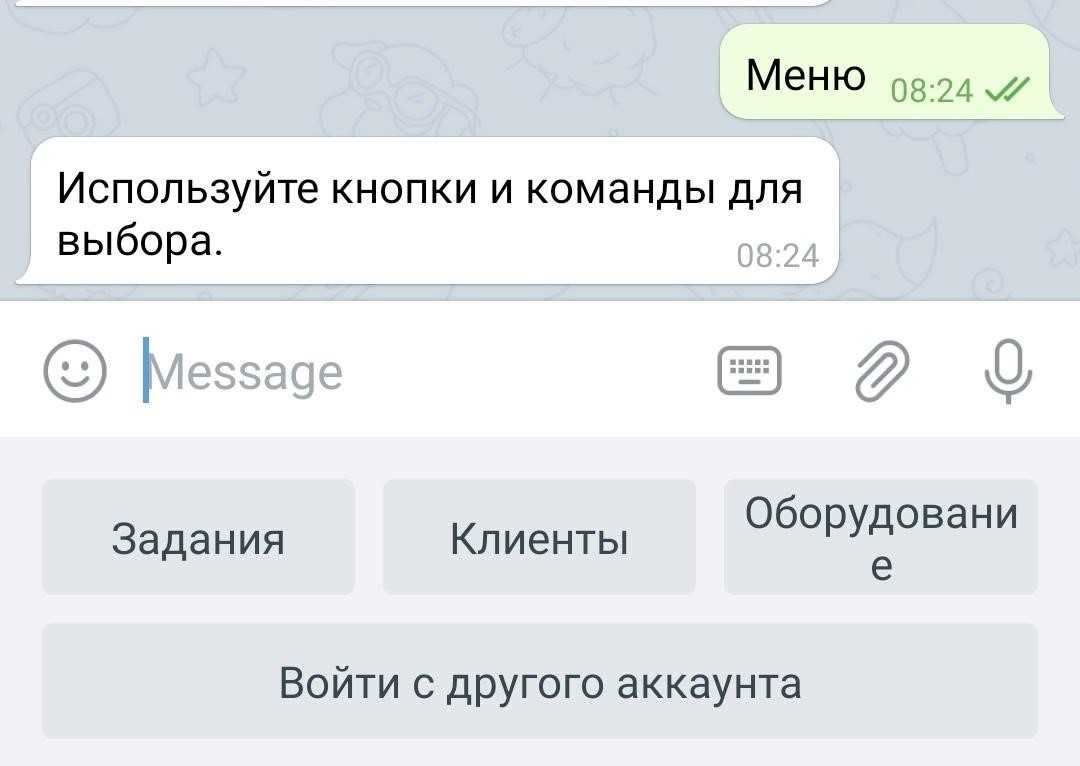 Меню 08:24
Используйте кнопки и команды для
выбора.
08:24
Message
Задания
Клиенты
Оборудовани
е
Войти с другого аккаунта